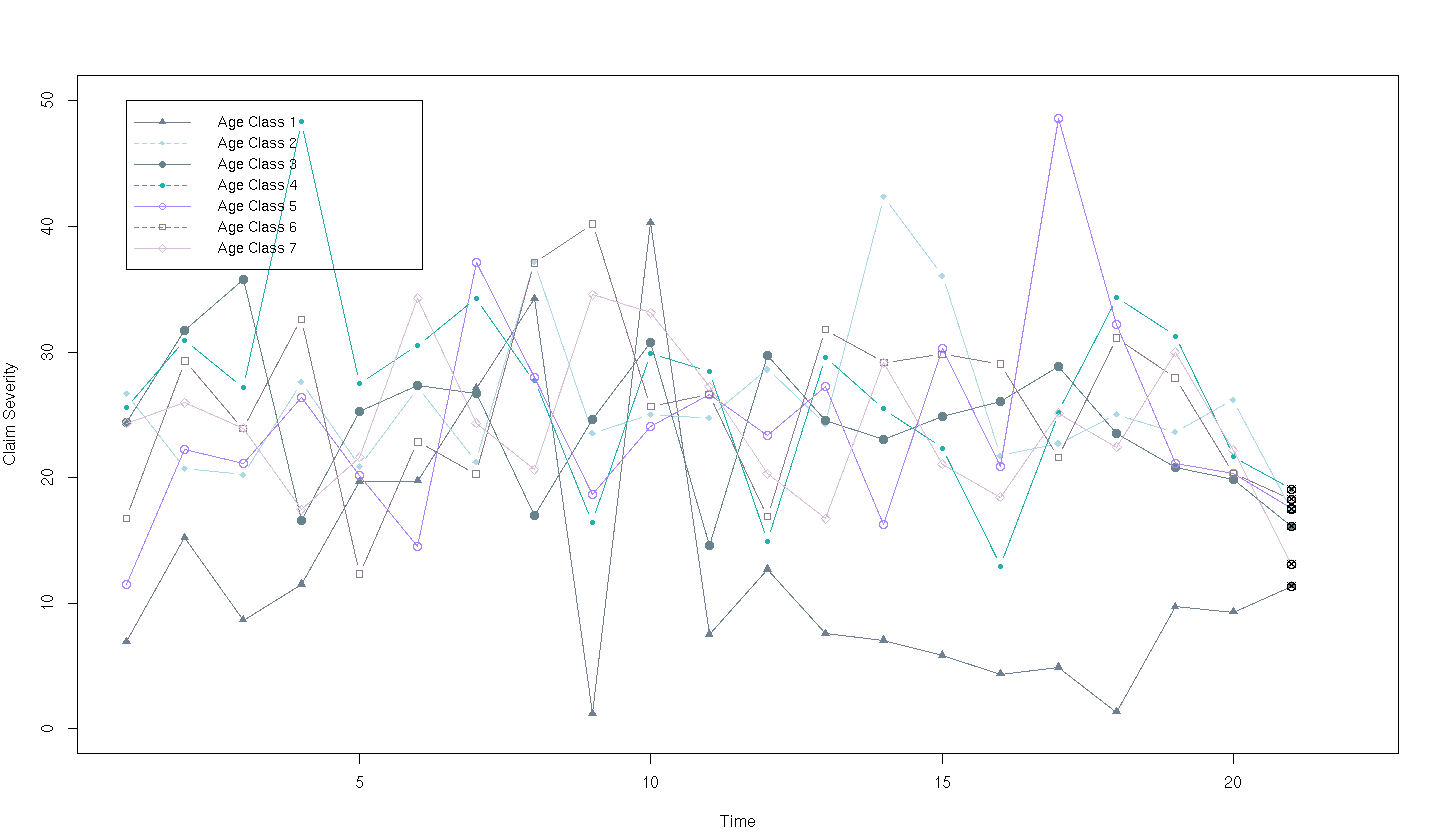 50
40
30
20
10
0
Claim Severity
Age Class 1
Age Class 2
Age Class 3
Age Class 4
Age Class 5
Age Class 6
Age Class 7
5
10
15
20
Time